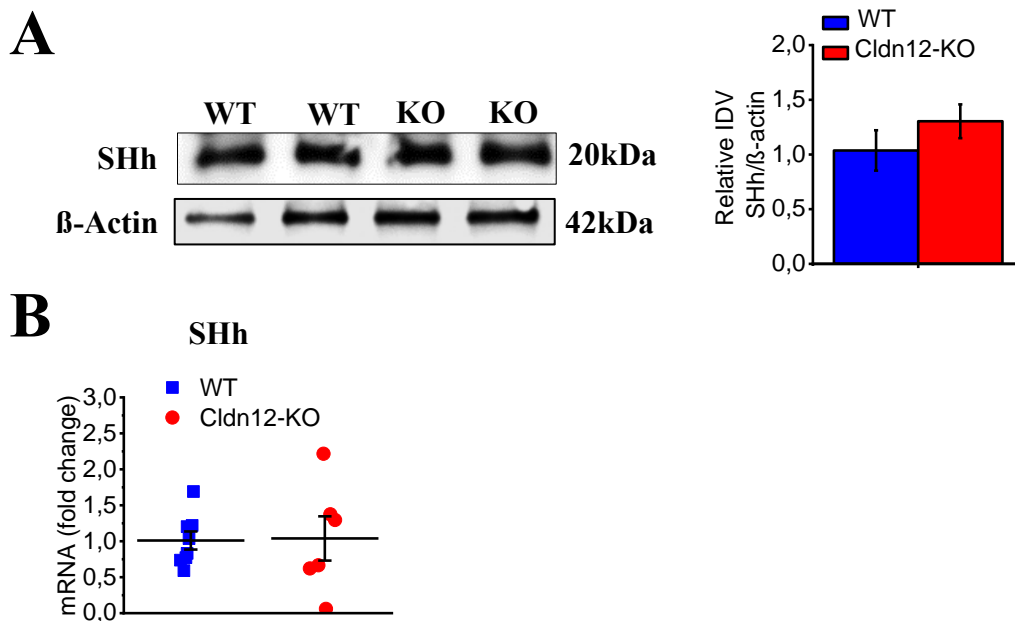 A
WT WT KO KO
SHh 20kDa
ß-Actin 42kDa
WT
Cldn12-KO
Relative IDV
SHh/ß-actin
2,0
1,5
1,0
0,5
0,0
B
SHh
WT
Cldn12-KO
mRNA (fold change)
3,0
2,5
2,0
1,5
1,0
0,5
0,0